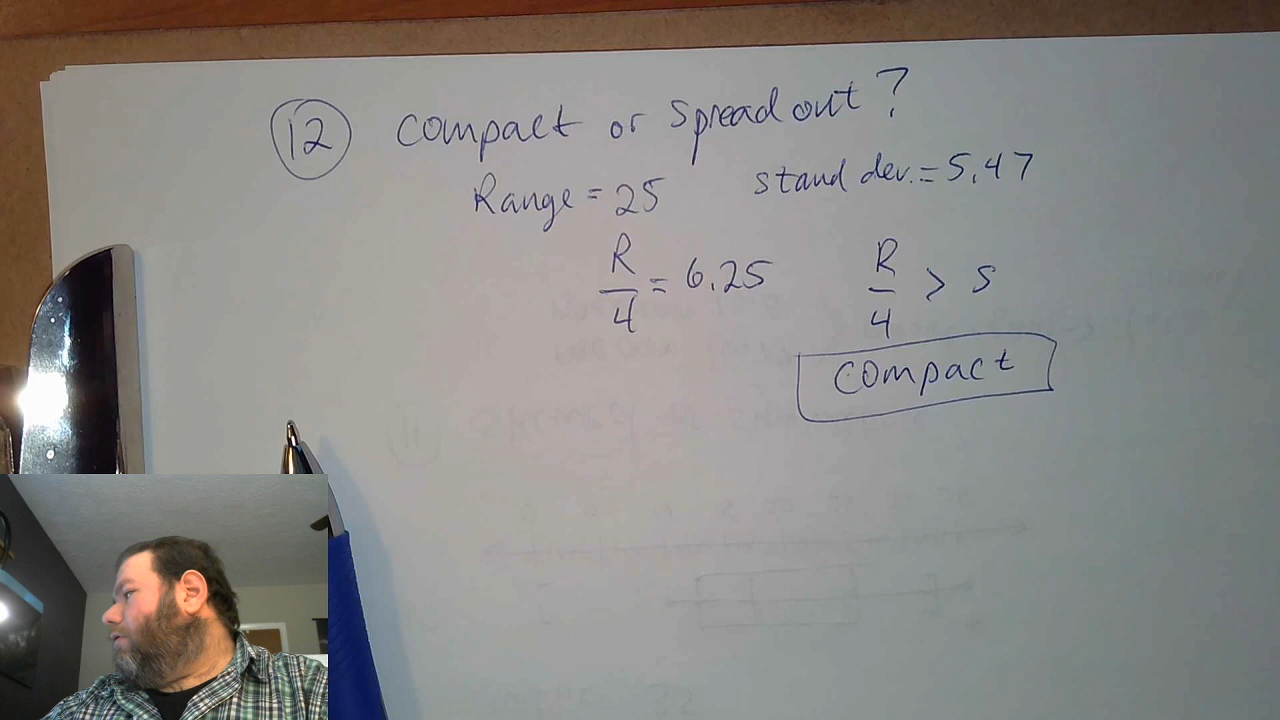 12 Compact or spread out?
Range = 25 stand dev. = 5.47
R/4 = 6.25 R/4 > s
compact